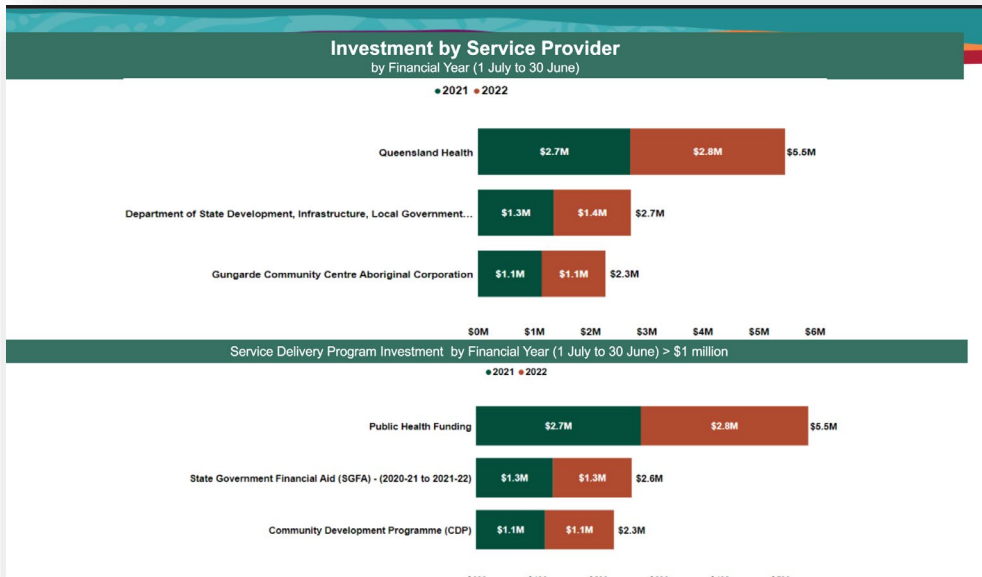 Investment by Service Provider
by Financial Year (1 July to 30 June)
2021 2022
Queensland Health $2.7M $2.8M $5.5M
Department of State Development, Infrastructure, Local Government... $1.3M $1.4M $2.7M
Gungarde Community Centre Aboriginal Corporation $1.1M $1.1M $2.3M
$0M $1M $2M $3M $4M $5M $6M
Service Delivery Program Investment by Financial Year (1 July to 30 June) > $1 million
2021 2022
Public Health Funding $2.7M $2.8M $5.5M
State Government Financial Aid (SGFA) - (2020-21 to 2021-22) $1.3M $1.3M $2.6M
Community Development Programme (CDP) $1.1M $1.1M $2.3M